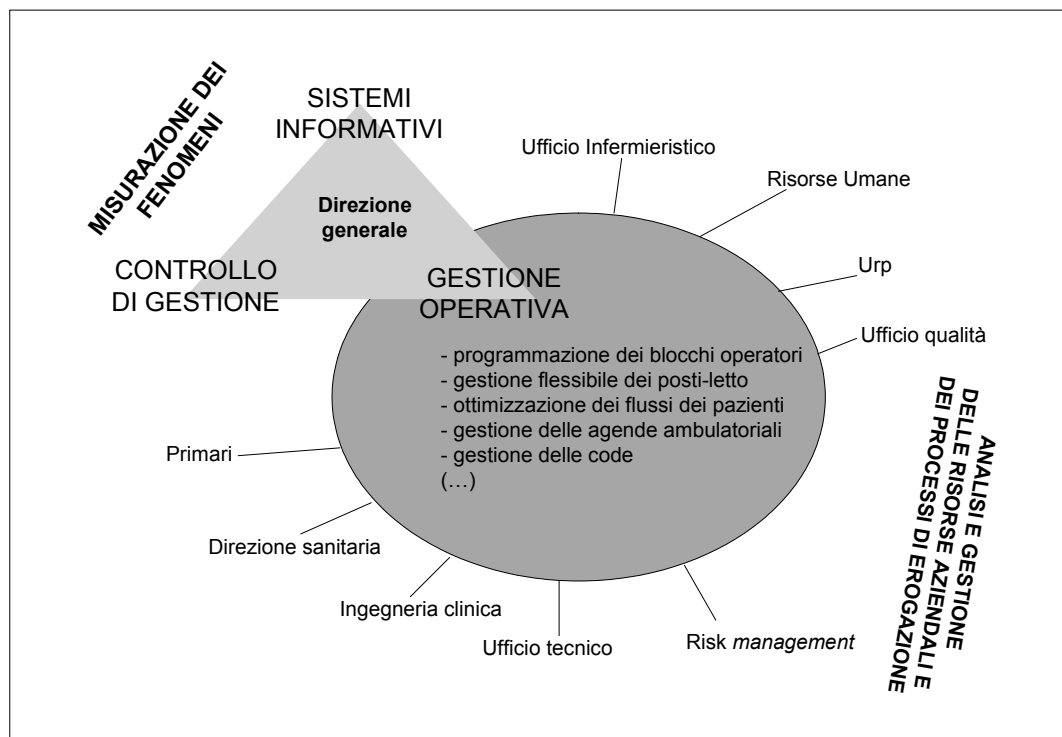 MISURAZIONE DEI
FENOMENI
SISTEMI
INFORMATIVI
Direzione
generale
CONTROLLO
DI GESTIONE
GESTIONE
OPERATIVA
- programmazione dei blocchi operatori
- gestione flessibile dei posti-letto
- ottimizzazione dei flussi dei pazienti
- gestione delle agende ambulatoriali
- gestione delle code
(…)
Ufficio Infermieristico
Risorse Umane
Urp
Ufficio qualità
Primari
Direzione sanitaria
Ingegneria clinica
Ufficio tecnico
Risk management
ANALISI E GESTIONE
DELLE RISORSE AZIENDALI E
DEI PROCESSI DI EROGAZIONE